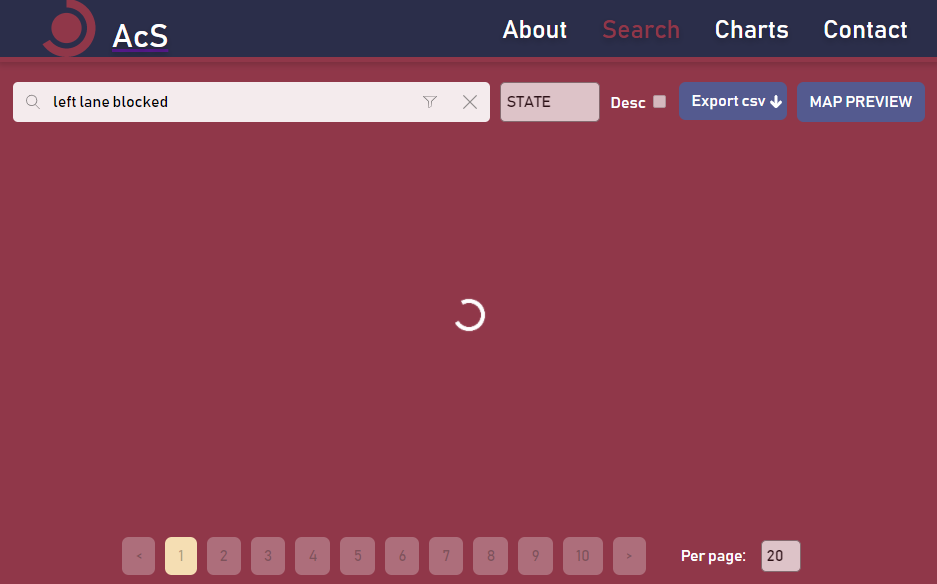 AcS About Search Charts Contact
left lane blocked STATE Desc Export csv MAP PREVIEW
< 1 2 3 4 5 6 7 8 9 10 > Per page: 20